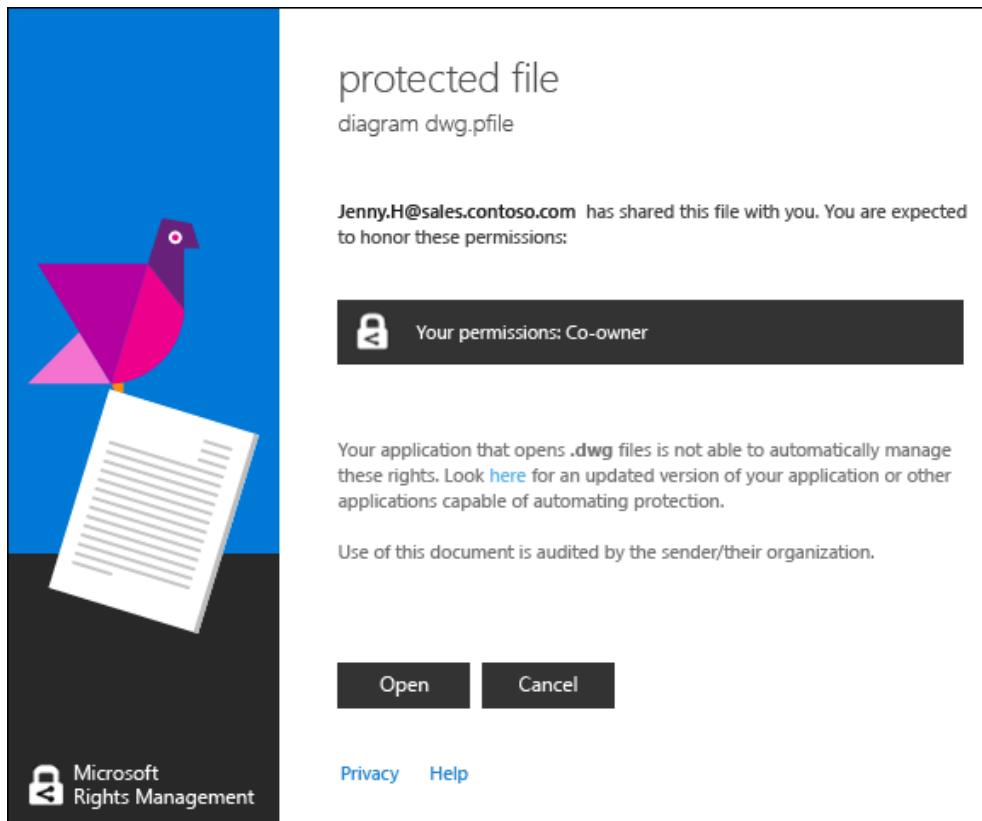 protected file
diagram dwg.pfile
Jenny.H@sales.contoso.com has shared this file with you. You are expected
to honor these permissions:
Your permissions: Co-owner
Your application that opens .dwg files is not able to automatically manage
these rights. Look here for an updated version of your application or other
applications capable of automating protection.
Use of this document is audited by the sender/their organization.
Open Cancel
Privacy Help
Microsoft
Rights Management